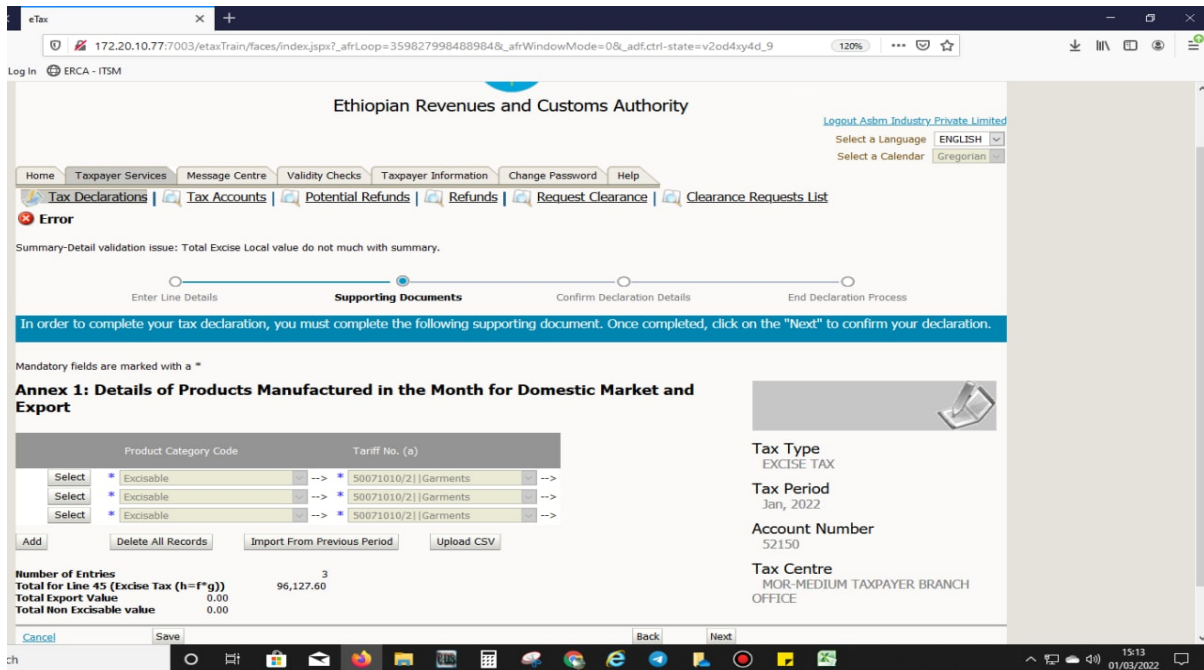 eTax
172.20.10.77:7003/etaxTrain/faces/index.jspx?_afrLoop=359827998488984&_afrWindowMode=0&_adf.ctrl-state=v2od4xy4d_9
120%
Log In ERCA - ITSM
Ethiopian Revenues and Customs Authority
Logout Asbm Industry Private Limited
Select a Language ENGLISH
Select a Calendar Gregorian
Home Taxpayer Services Message Centre Validity Checks Taxpayer Information Change Password Help
Tax Declarations | Tax Accounts | Potential Refunds | Refunds | Request Clearance | Clearance Requests List
Error
Summary-Detail validation issue: Total Excise Local value do not much with summary.
Enter Line Details Supporting Documents Confirm Declaration Details End Declaration Process
In order to complete your tax declaration, you must complete the following supporting document. Once completed, click on the "Next" to confirm your declaration.
Mandatory fields are marked with a *
Annex 1: Details of Products Manufactured in the Month for Domestic Market and
Export
Product Category Code Tariff No. (a)
Select * Excisable --> * 50071010/2||Garments -->
Select * Excisable --> * 50071010/2||Garments -->
Select * Excisable --> * 50071010/2||Garments -->
Add Delete All Records Import From Previous Period Upload CSV
Number of Entries 3
Total for Line 45 (Excise Tax (h=f*g)) 96,127.60
Total Export Value 0.00
Total Non Excisable value 0.00
Tax Type
EXCISE TAX
Tax Period
Jan, 2022
Account Number
52150
Tax Centre
MOR-MEDIUM TAXPAYER BRANCH
OFFICE
Cancel Save Back Next
ch
15:13
01/03/2022